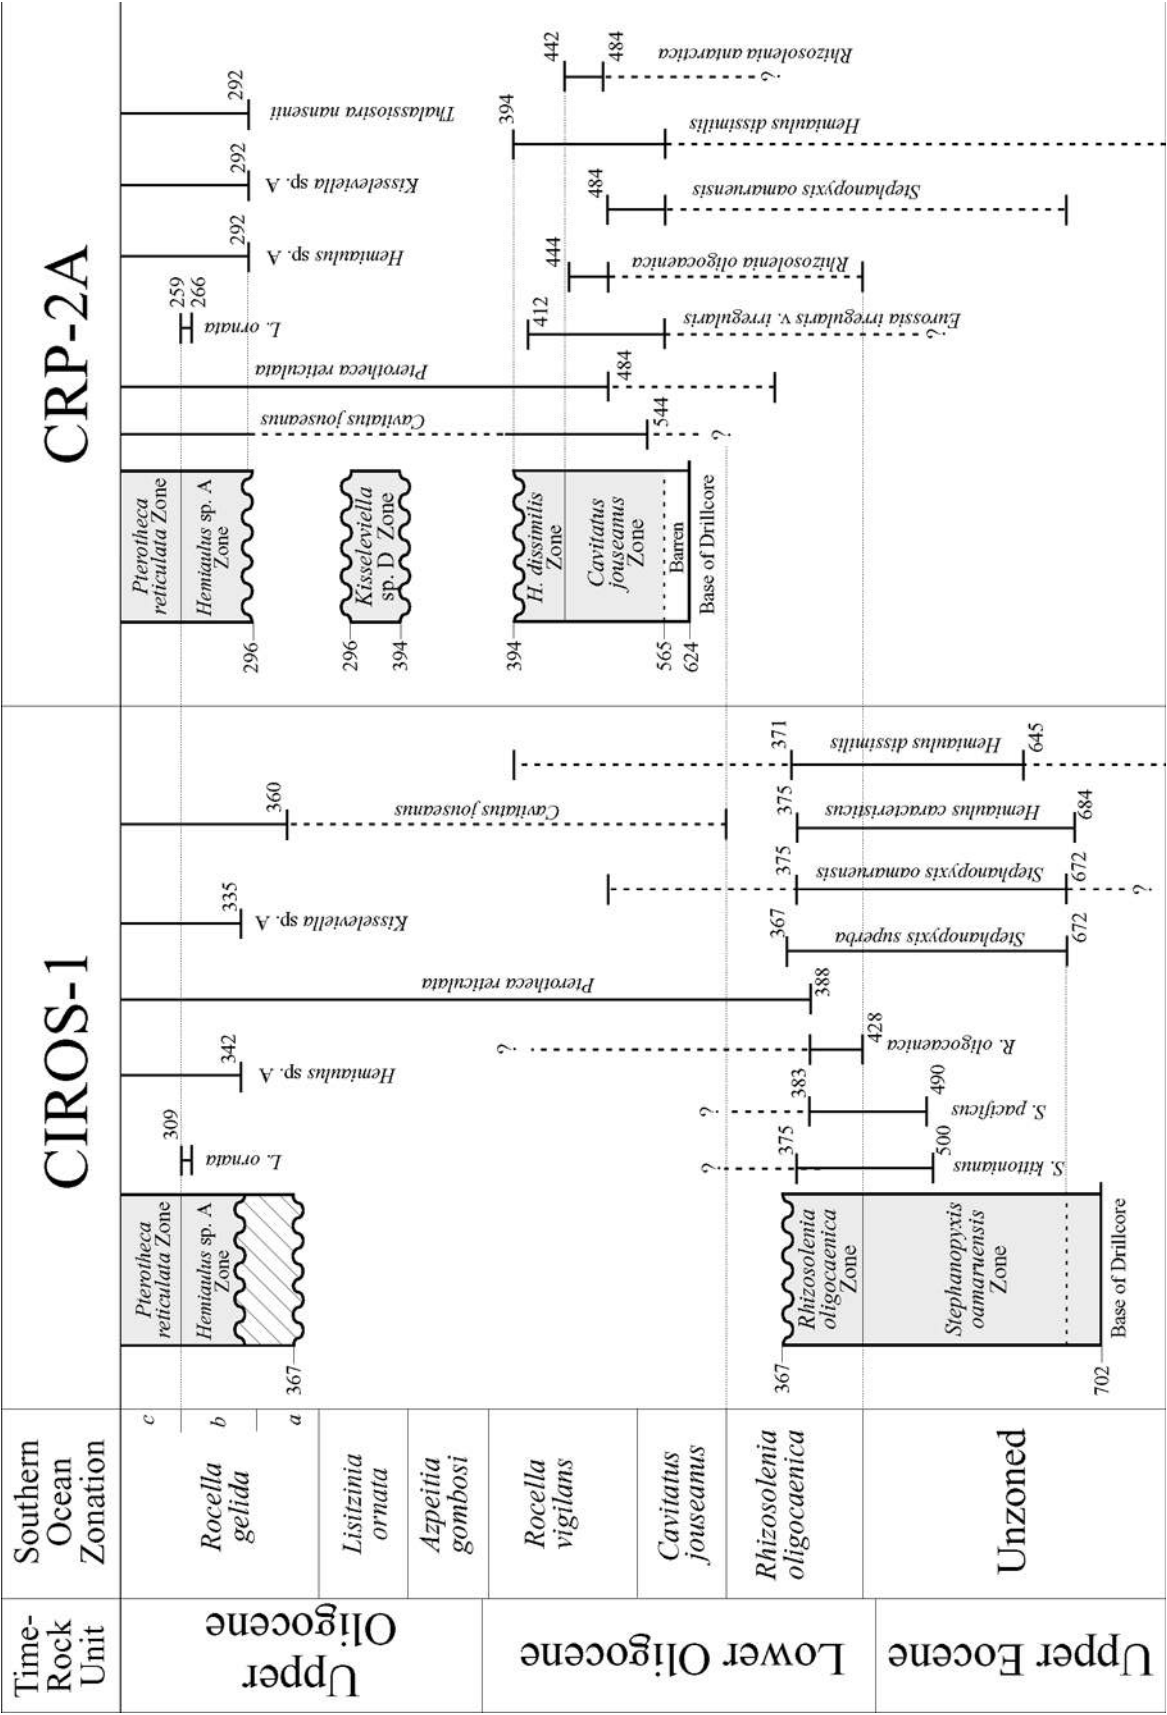 Time-
Rock
Unit
Southern
Ocean
Zonation
CIROS-1
CRP-2A
Upper
Oligocene
Lower Oligocene
Upper Eocene
Rocella
gelida
c
b
a
Lisitzinia
ornata
Azpeitia
gombosi
Rocella
vigilans
Cavitatus
jouseanus
Rhizosolenia
oligocaenica
Unzoned
Pterotheca
reticulata Zone
Hemiaulus sp. A
Zone
367
367
Rhizosolenia
oligocaenica
Zone
Stephanopyxis
oamaruensis
Zone
702
Base of Drillcore
309
L. ornata
?
375
500
S. kittonianus
?
383
490
S. pacificus
342
Hemiaulus sp. A
?
428
R. oligocaenica
Pterotheca reticulata
388
367
Stephanopyxis superba
672
335
Kisseleviella sp. A
375
Stephanopyxis oamaruensis
672
?
360
Cavitatus jouseanus
375
Hemiaulus caracteristicus
684
371
Hemiaulus dissimilis
645
Pterotheca
reticulata Zone
Hemiaulus sp. A
Zone
296
296
Kisseleviella
sp. D Zone
394
394
H. dissimilis
Zone
Cavitatus
jouseanus
Zone
565
Barren
624
Base of Drillcore
Cavitatus jouseanus
544
?
Pterotheca reticulata
484
259
266
L. ornata
412
Eurossia irregularis v. irregularis
?
292
Hemiaulus sp. A
444
Rhizosolenia oligocaenica
292
Kisseleviella sp. A
484
Stephanopyxis oamaruensis
292
Thalassiosira nansenii
394
Hemiaulus dissimilis
442
484
Rhizosolenia antarctica
?